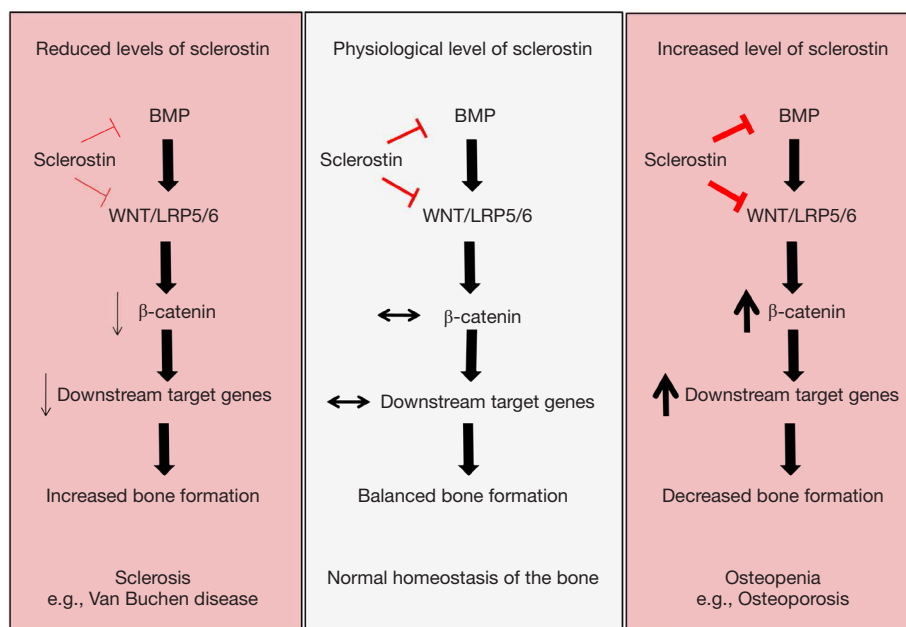 Reduced levels of sclerostin
BMP
Sclerostin
WNT/LRP5/6
β-catenin
Downstream target genes
Increased bone formation
Sclerosis
e.g., Van Buchen disease
Physiological level of sclerostin
BMP
Sclerostin
WNT/LRP5/6
β-catenin
Downstream target genes
Balanced bone formation
Normal homeostasis of the bone
Increased level of sclerostin
BMP
Sclerostin
WNT/LRP5/6
β-catenin
Downstream target genes
Decreased bone formation
Osteopenia
e.g., Osteoporosis